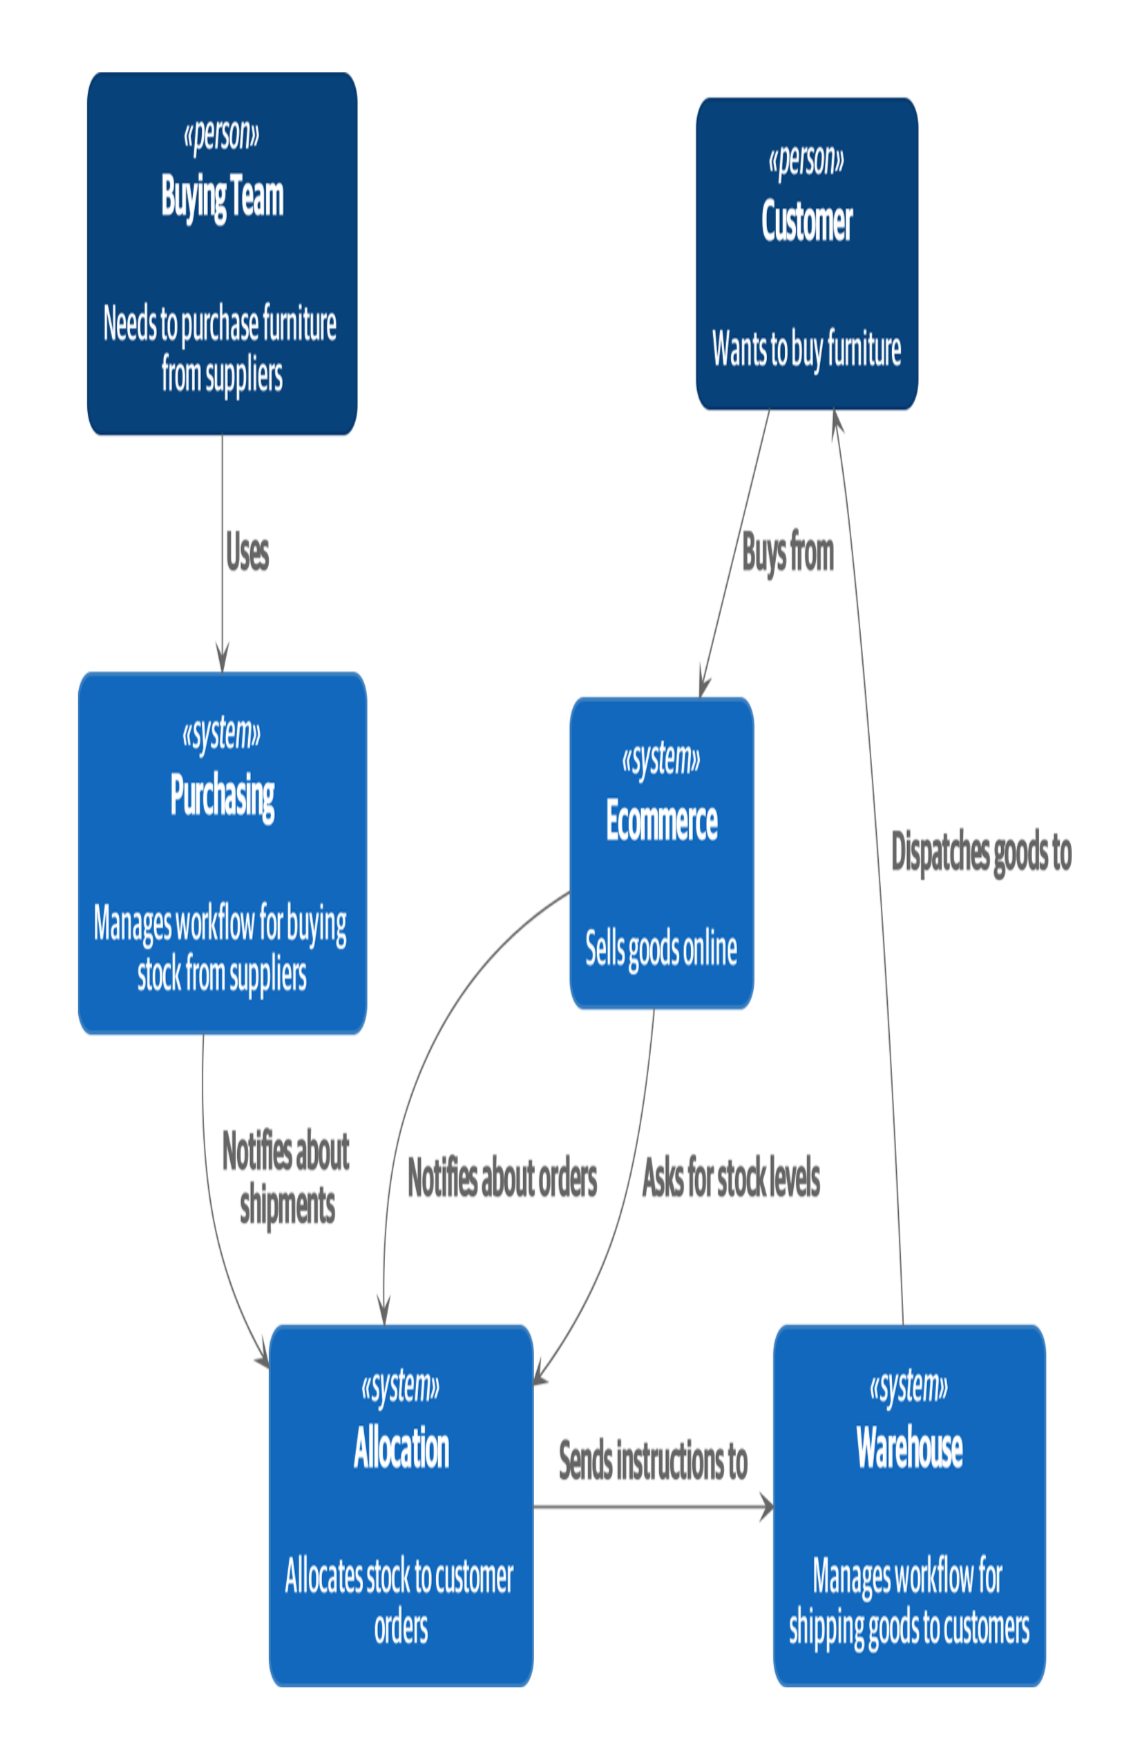 «person»
Buying Team
Needs to purchase furniture
from suppliers
«person»
Customer
Wants to buy furniture
Uses
Buys from
«system»
Purchasing
Manages workflow for buying
stock from suppliers
«system»
Ecommerce
Sells goods online
Dispatches goods to
Notifies about
shipments
Notifies about orders
Asks for stock levels
«system»
Allocation
Allocates stock to customer
orders
Sends instructions to
«system»
Warehouse
Manages workflow for
shipping goods to customers